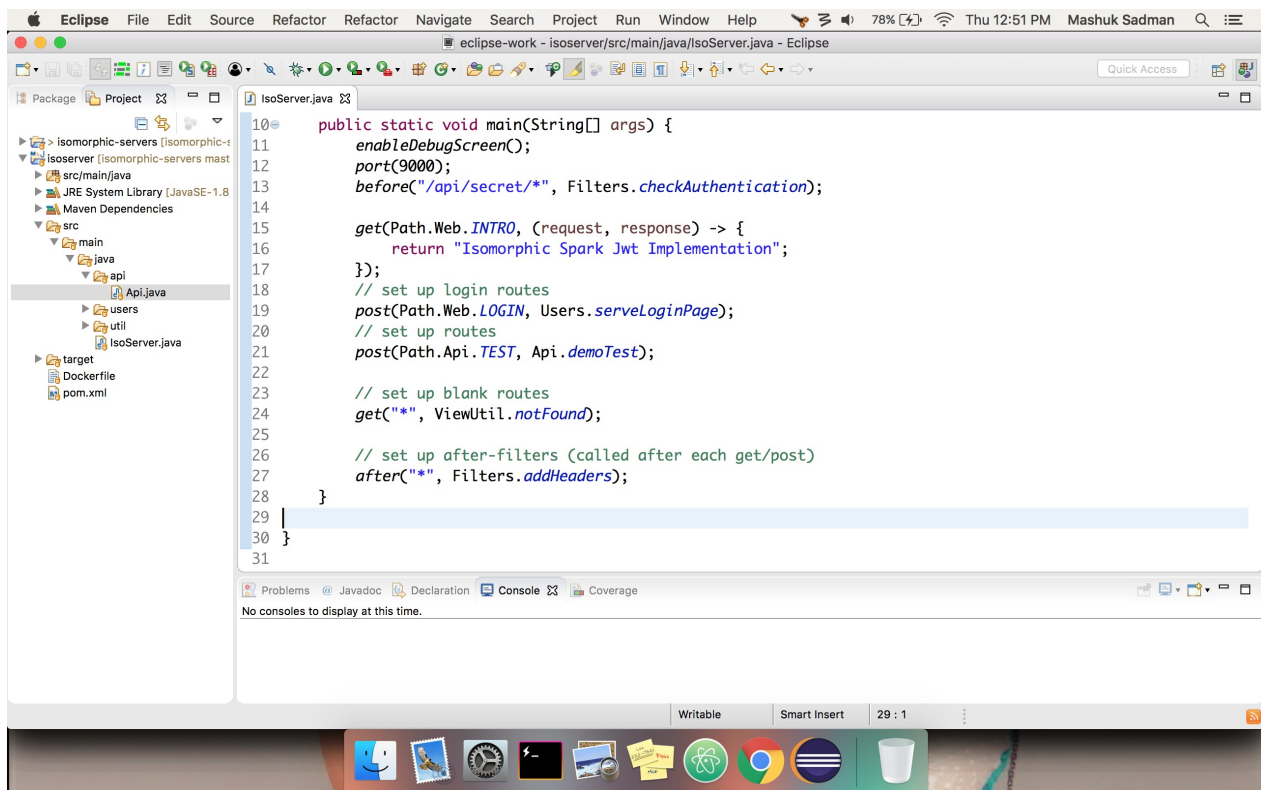 Eclipse File Edit Source Refactor Refactor Navigate Search Project Run Window Help 78% Thu 12:51 PM Mashuk Sadman
eclipse-work - isoserver/src/main/java/IsoServer.java - Eclipse
Quick Access
Package Project
> isomorphic-servers [isomorphic-s
isoserver [isomorphic-servers mast
src/main/java
JRE System Library [JavaSE-1.8
Maven Dependencies
src
main
java
api
Api.java
users
util
IsoServer.java
target
Dockerfile
pom.xml
IsoServer.java
10 public static void main(String[] args) {
11 enableDebugScreen();
12 port(9000);
13 before("/api/secret/*", Filters.checkAuthentication);
14
15 get(Path.Web.INTRO, (request, response) -> {
16 return "Isomorphic Spark Jwt Implementation";
17 });
18 // set up login routes
19 post(Path.Web.LOGIN, Users.serveLoginPage);
20 // set up routes
21 post(Path.Api.TEST, Api.demoTest);
22
23 // set up blank routes
24 get("*", ViewUtil.notFound);
25
26 // set up after-filters (called after each get/post)
27 after("*", Filters.addHeaders);
28 }
29
30 }
31
Problems @ Javadoc Declaration Console Coverage
No consoles to display at this time.
Writable Smart Insert 29 : 1